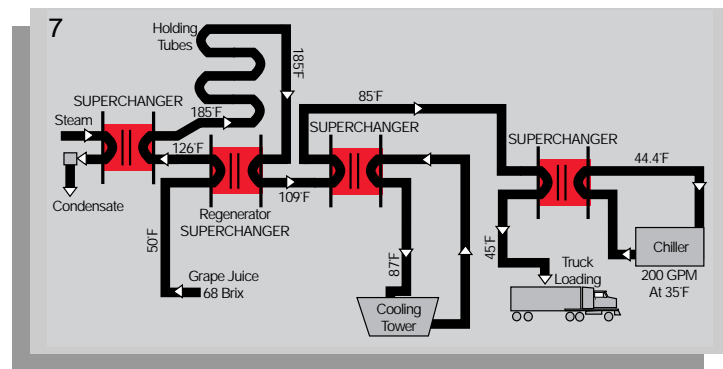 7
Holding
Tubes
185°F
85°F
SUPERCHANGER
185°F
Steam
SUPERCHANGER
SUPERCHANGER
126°F
44.4°F
Condensate
109°F
Regenerator
SUPERCHANGER
50°F
87°F
45°F
Chiller
Truck
Loading
Grape Juice
68 Brix
200 GPM
At 35°F
Cooling
Tower